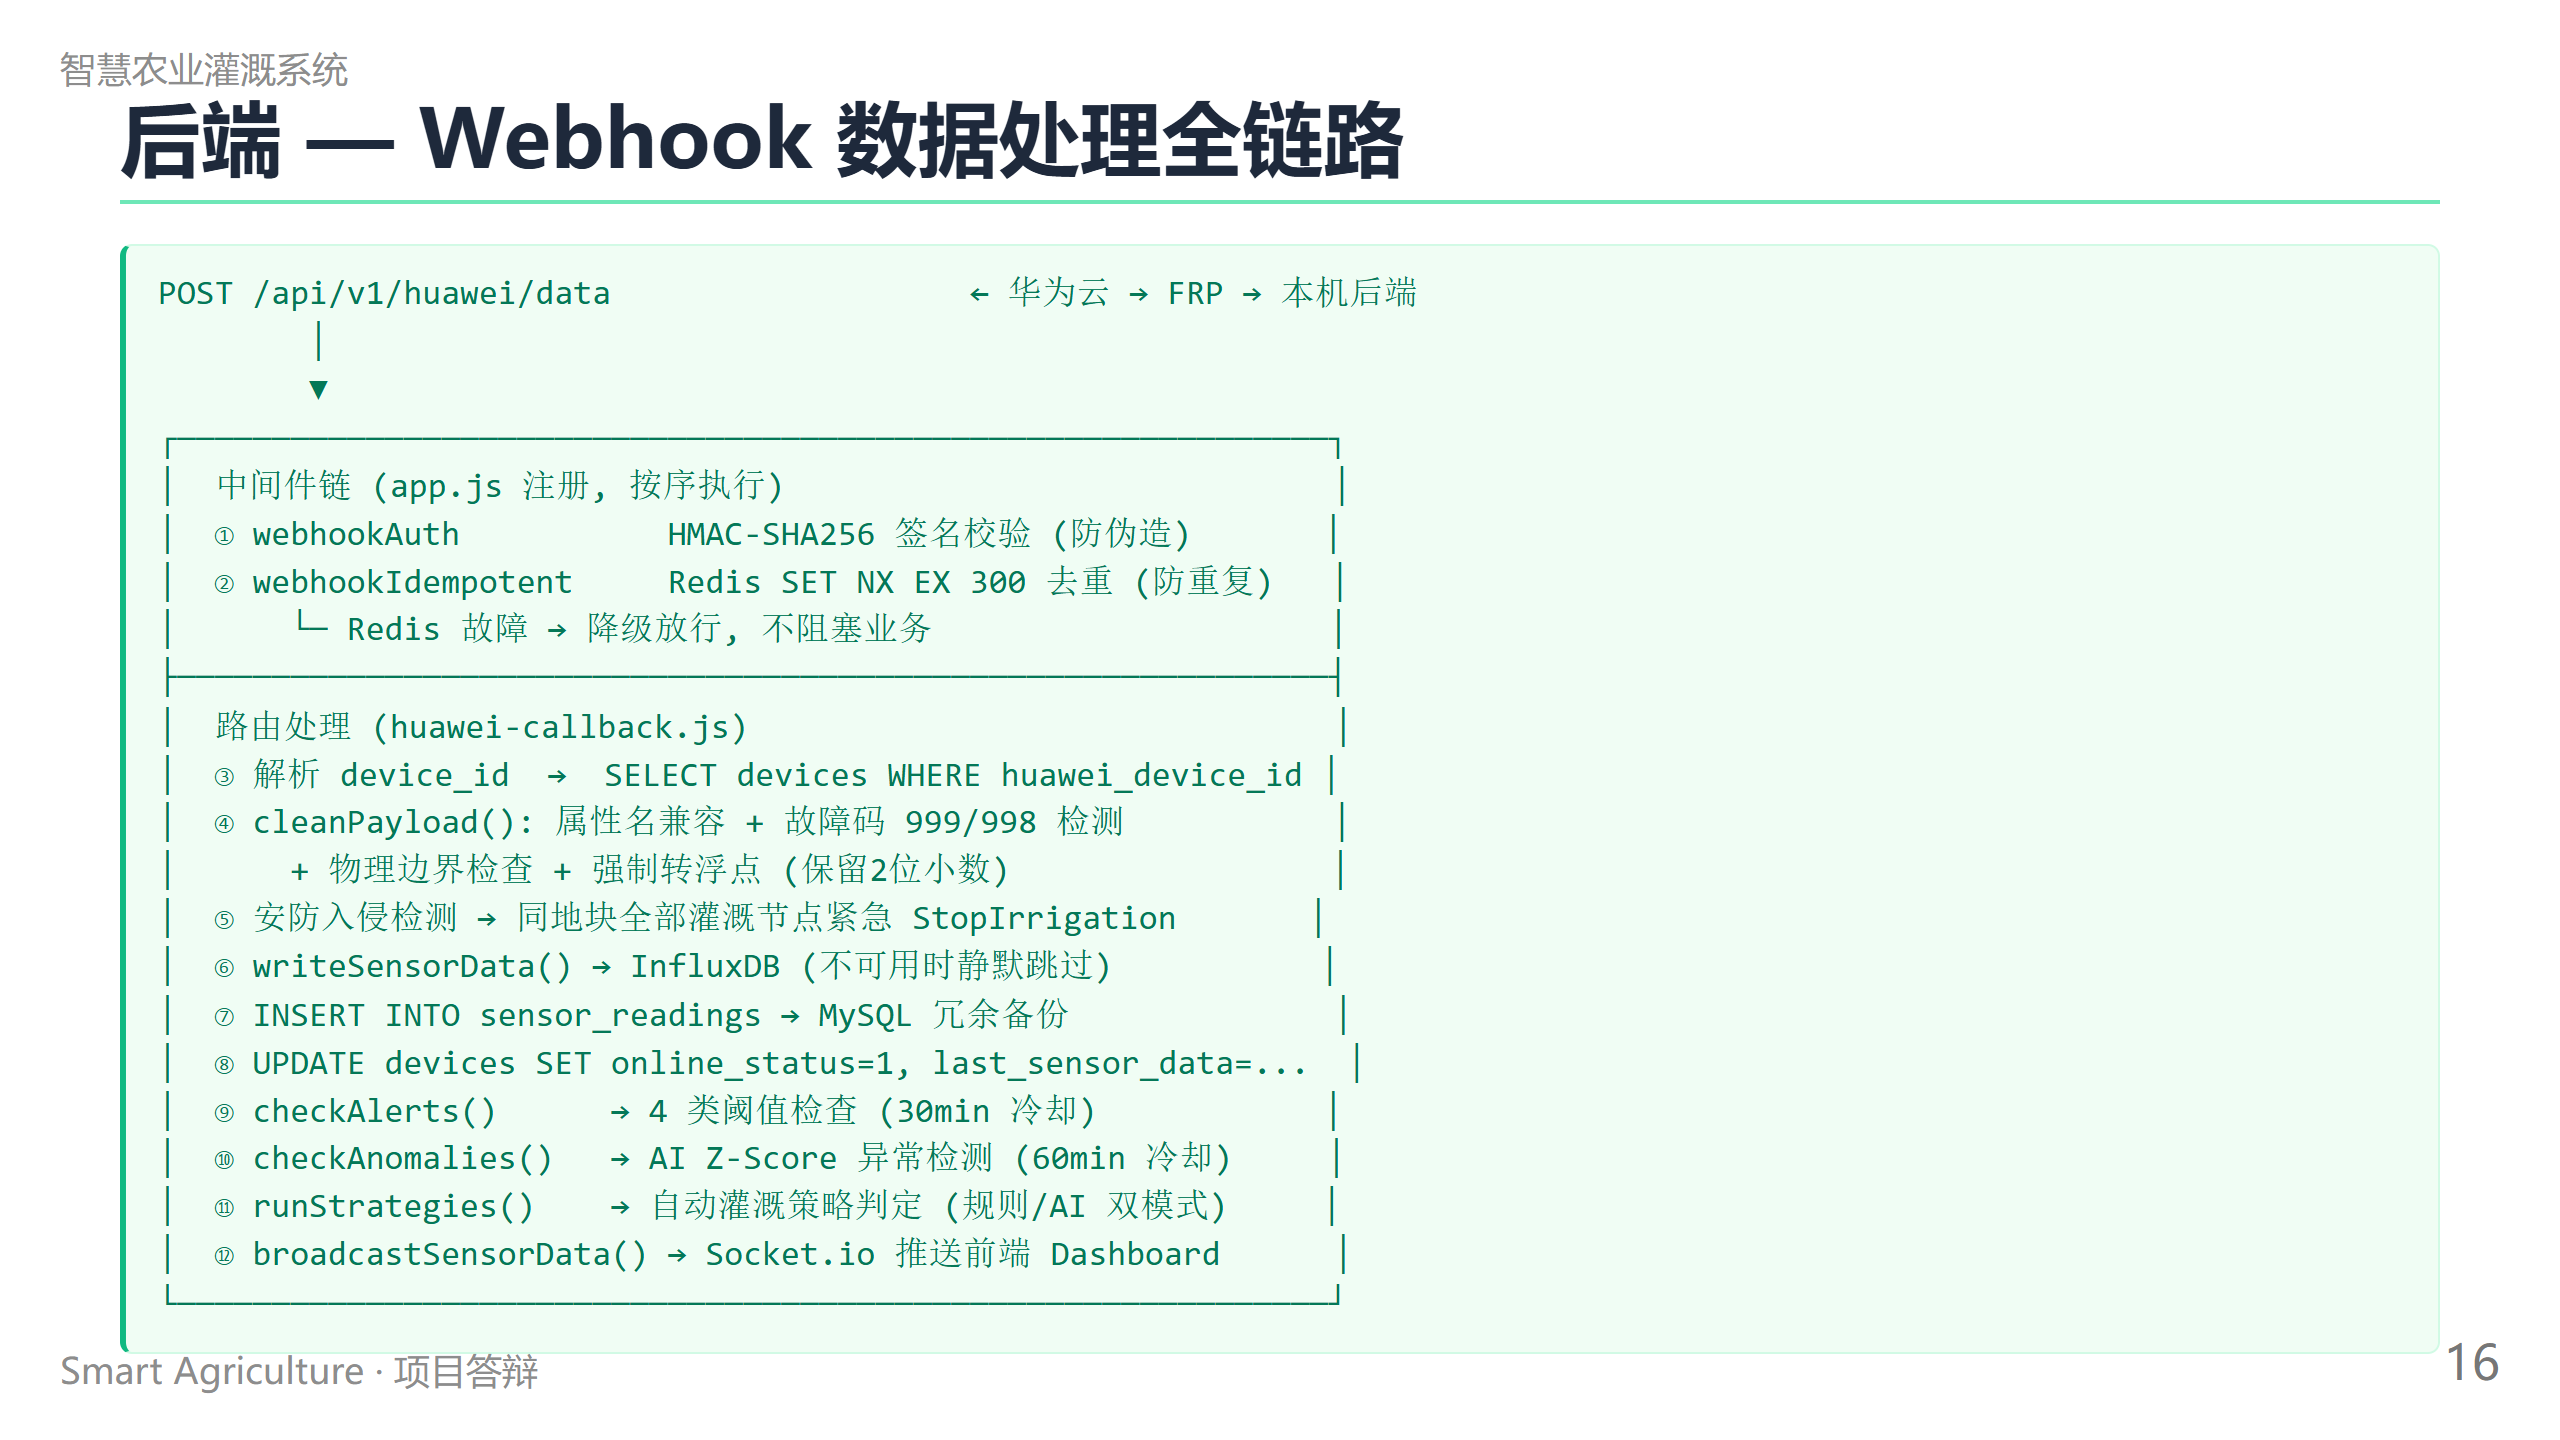 智慧农业灌溉系统
后端 — Webhook 数据处理全链路
POST /api/v1/huawei/data ← 华为云 → FRP → 本机后端
│
▼
┌──────────────────────────────────────────────────────────────┐
│ 中间件链 (app.js 注册, 按序执行) │
│ ① webhookAuth HMAC-SHA256 签名校验 (防伪造) │
│ ② webhookIdempotent Redis SET NX EX 300 去重 (防重复) │
│ └─ Redis 故障 → 降级放行, 不阻塞业务 │
├──────────────────────────────────────────────────────────────┤
│ 路由处理 (huawei-callback.js) │
│ ③ 解析 device_id → SELECT devices WHERE huawei_device_id │
│ ④ cleanPayload(): 属性名兼容 + 故障码 999/998 检测 │
│ + 物理边界检查 + 强制转浮点 (保留2位小数) │
│ ⑤ 安防入侵检测 → 同地块全部灌溉节点紧急 StopIrrigation │
│ ⑥ writeSensorData() → InfluxDB (不可用时静默跳过) │
│ ⑦ INSERT INTO sensor_readings → MySQL 冗余备份 │
│ ⑧ UPDATE devices SET online_status=1, last_sensor_data=... │
│ ⑨ checkAlerts() → 4 类阈值检查 (30min 冷却) │
│ ⑩ checkAnomalies() → AI Z-Score 异常检测 (60min 冷却) │
│ ⑪ runStrategies() → 自动灌溉策略判定 (规则/AI 双模式) │
│ ⑫ broadcastSensorData() → Socket.io 推送前端 Dashboard │
└──────────────────────────────────────────────────────────────┘
Smart Agriculture · 项目答辩
16